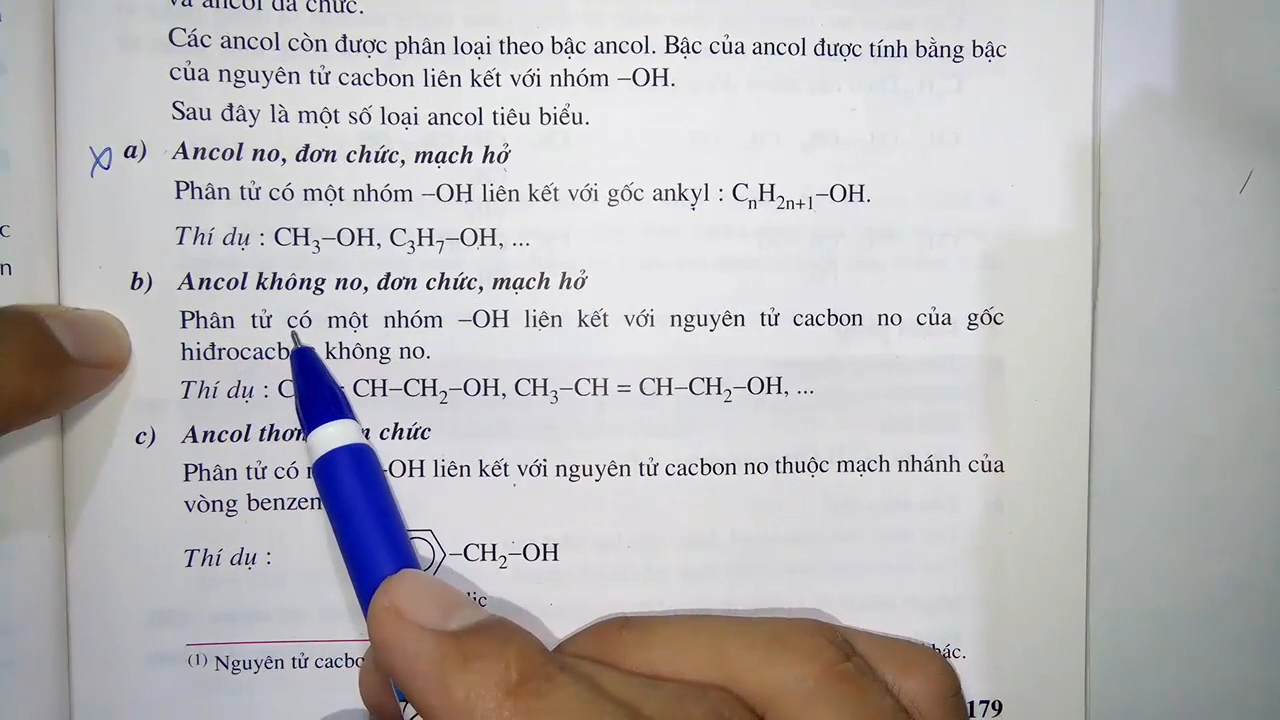 và ancol đa chức.
Các ancol còn được phân loại theo bậc ancol. Bậc của ancol được tính bằng bậc
của nguyên tử cacbon liên kết với nhóm –OH.
Sau đây là một số loại ancol tiêu biểu.
a) Ancol no, đơn chức, mạch hở
Phân tử có một nhóm –OH liên kết với gốc ankyl : CₙH₂ₙ₊₁–OH.
Thí dụ : CH₃–OH, C₃H₇–OH, ...
b) Ancol không no, đơn chức, mạch hở
Phân tử có một nhóm –OH liên kết với nguyên tử cacbon no của gốc
hiđrocacb không no.
Thí dụ : C CH–CH₂–OH, CH₃–CH = CH–CH₂–OH, ...
c) Ancol thơ chức
Phân tử có –OH liên kết với nguyên tử cacbon no thuộc mạch nhánh của
vòng benzen
Thí dụ : –CH₂–OH
lic
(1) Nguyên tử cacbo hác.
179